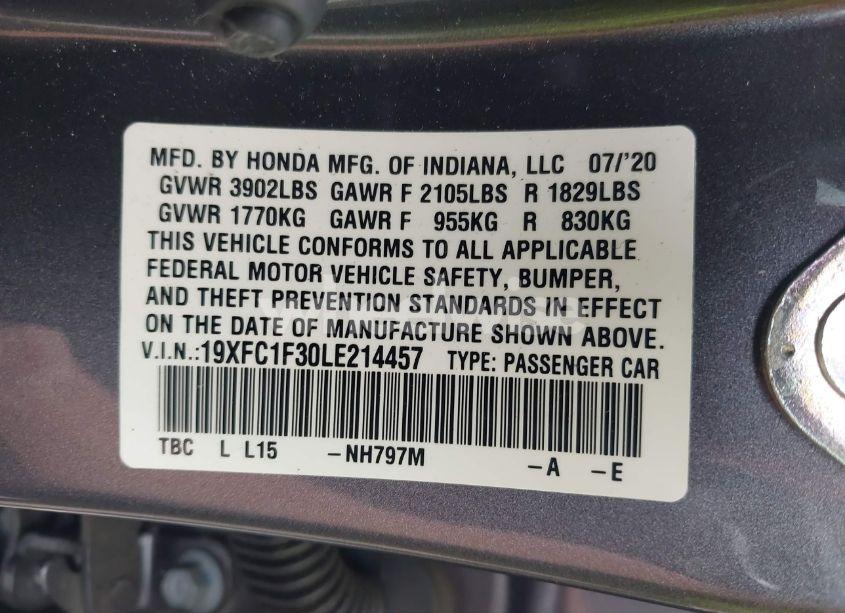 MFD. BY HONDA MFG. OF INDIANA, LLC 07/'20
GVWR 3902LBS GAWR F 2105LBS R 1829LBS
GVWR 1770KG GAWR F 955KG R 830KG
THIS VEHICLE CONFORMS TO ALL APPLICABLE
FEDERAL MOTOR VEHICLE SAFETY, BUMPER,
AND THEFT PREVENTION STANDARDS IN EFFECT
ON THE DATE OF MANUFACTURE SHOWN ABOVE.
V.I.N.:19XFC1F30LE214457 TYPE: PASSENGER CAR
TBC L L15 -NH797M -A -E